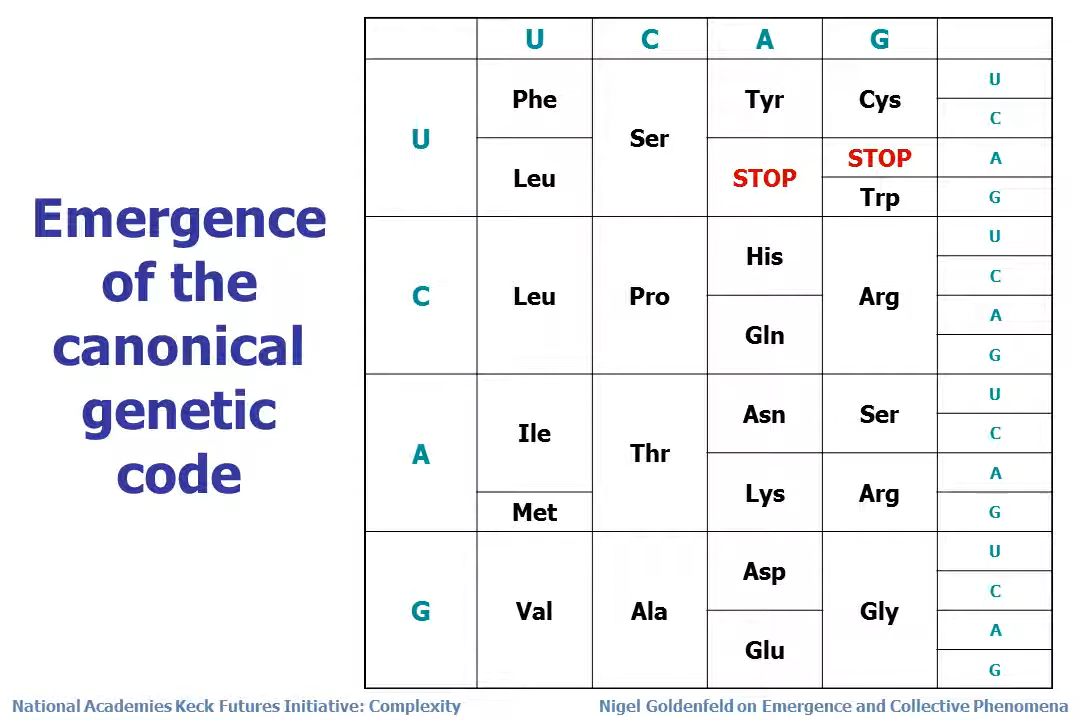 Emergence
of the
canonical
genetic
code
U C A G
Phe Tyr Cys U
C
U Ser
Leu STOP STOP A
Trp G
His U
C
C Leu Pro Arg
Gln A
G
Asn Ser U
Ile C
A Thr
Lys Arg A
Met G
Asp U
C
G Val Ala Gly
Glu A
G
National Academies Keck Futures Initiative: Complexity
Nigel Goldenfeld on Emergence and Collective Phenomena